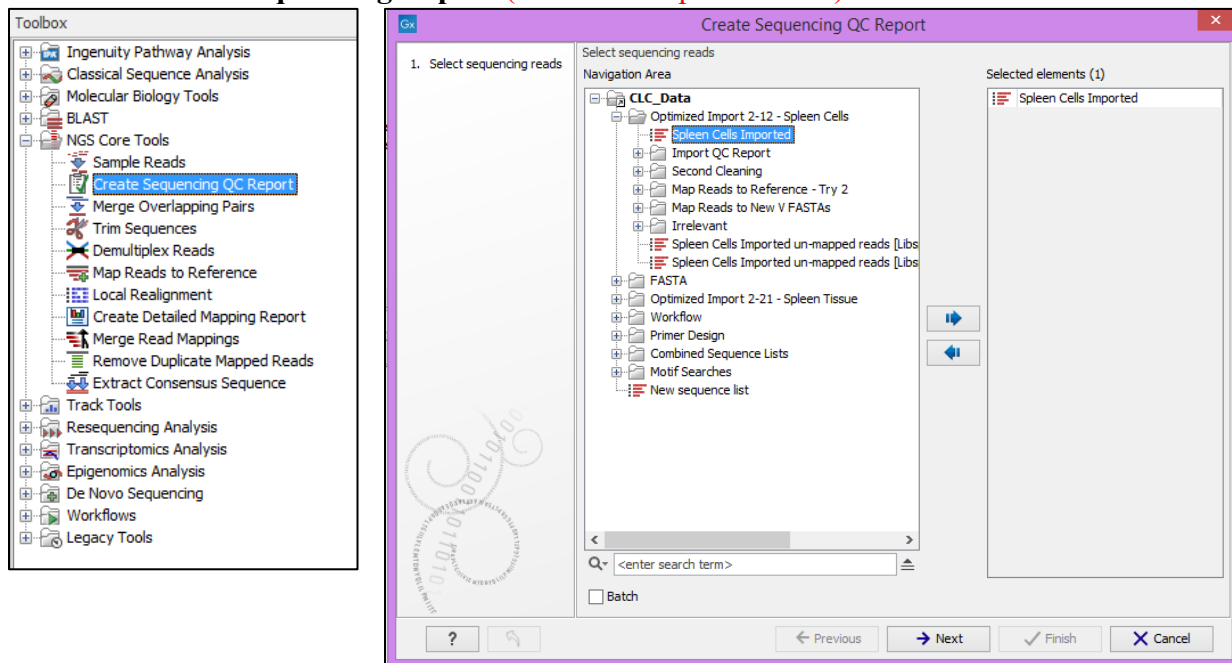 Toolbox
Ingenuity Pathway Analysis
Classical Sequence Analysis
Molecular Biology Tools
BLAST
NGS Core Tools
Sample Reads
Create Sequencing QC Report
Merge Overlapping Pairs
Trim Sequences
Demultiplex Reads
Map Reads to Reference
Local Realignment
Create Detailed Mapping Report
Merge Read Mappings
Remove Duplicate Mapped Reads
Extract Consensus Sequence
Track Tools
Resequencing Analysis
Transcriptomics Analysis
Epigenomics Analysis
De Novo Sequencing
Workflows
Legacy Tools
Gx Create Sequencing QC Report
1. Select sequencing reads
Select sequencing reads
Navigation Area
CLC_Data
Optimized Import 2-12 - Spleen Cells
Spleen Cells Imported
Import QC Report
Second Cleaning
Map Reads to Reference - Try 2
Map Reads to New V FASTAs
Irrelevant
Spleen Cells Imported un-mapped reads [Libs
Spleen Cells Imported un-mapped reads [Libs
FASTA
Optimized Import 2-21 - Spleen Tissue
Workflow
Primer Design
Combined Sequence Lists
Motif Searches
New sequence list
<enter search term>
Batch
Selected elements (1)
Spleen Cells Imported
?
Previous
Next
Finish
Cancel